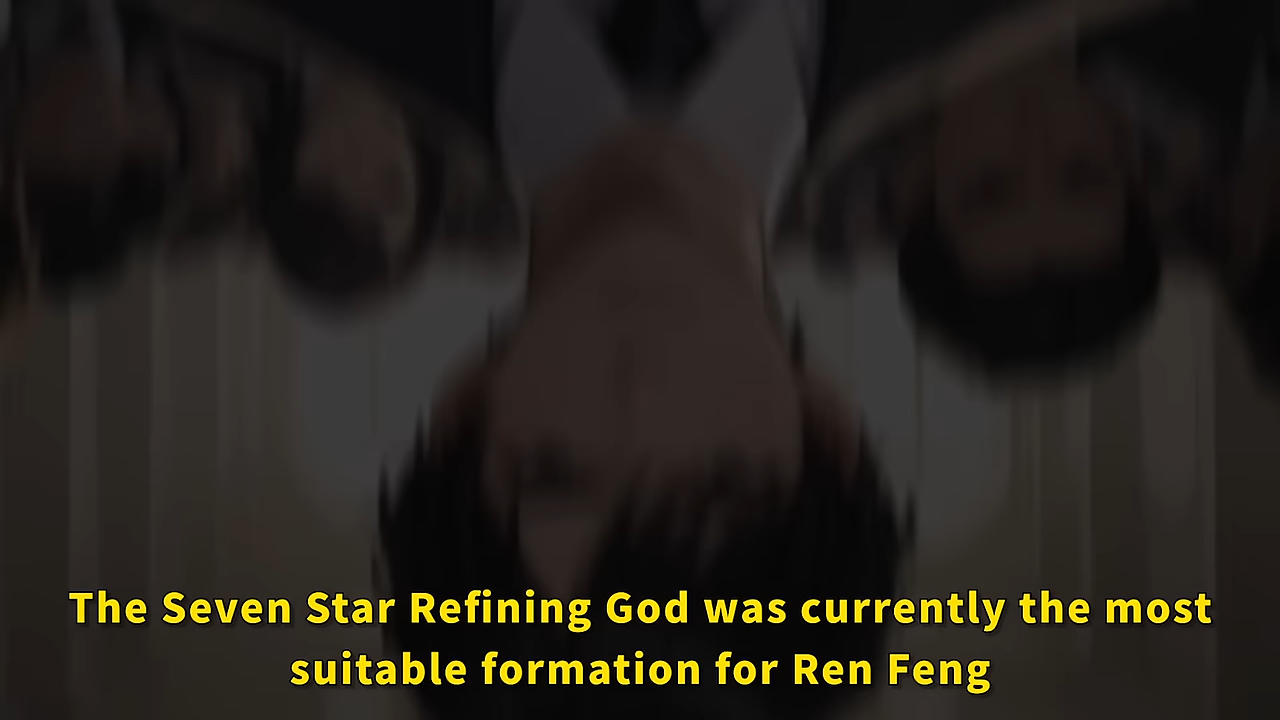 The Seven Star Refining God was currently the most
suitable formation for Ren Feng